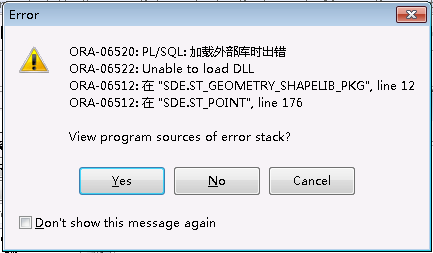 Error
ORA-06520: PL/SQL: 加载外部库时出错
ORA-06522: Unable to load DLL
ORA-06512: 在 "SDE.ST_GEOMETRY_SHAPELIB_PKG", line 12
ORA-06512: 在 "SDE.ST_POINT", line 176
View program sources of error stack?
Yes No Cancel
Don't show this message again